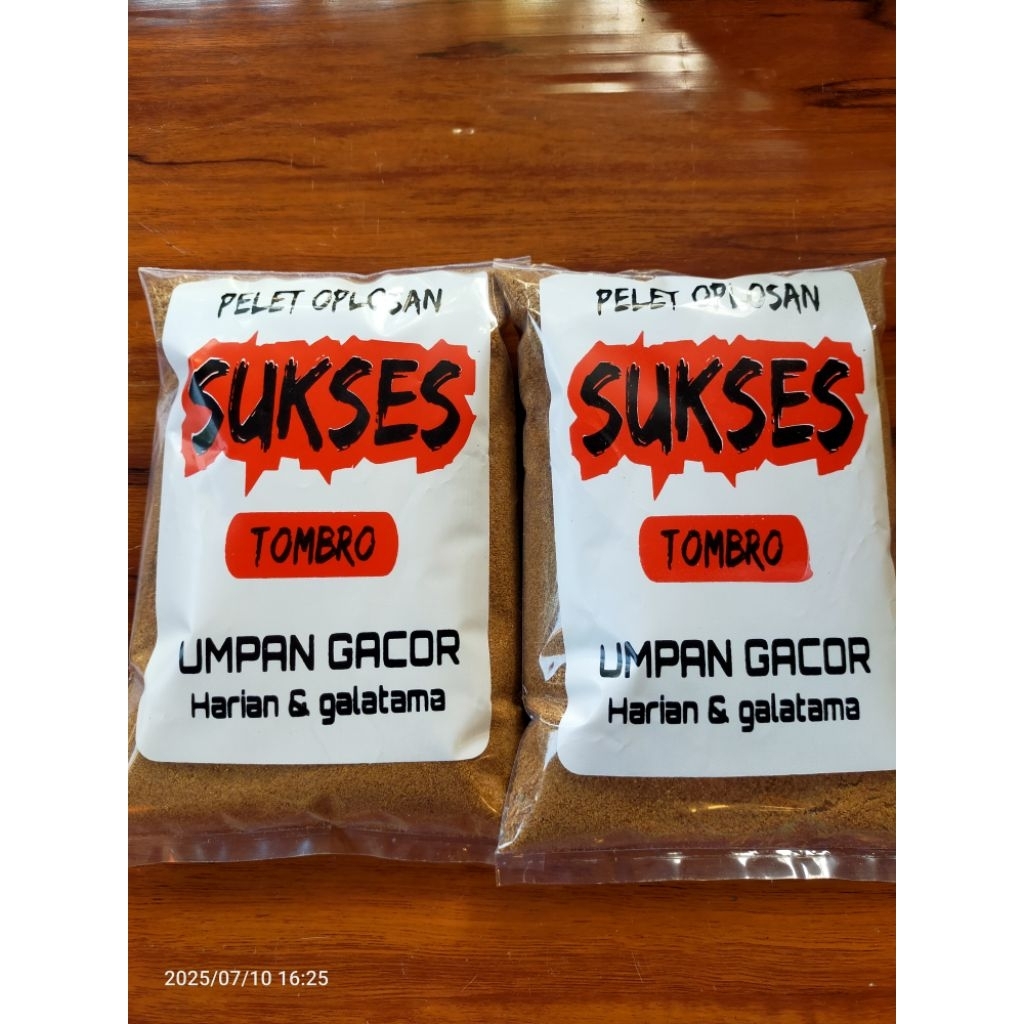 PELET OPLOSAN
SUKSES
TOMBRO
UMPAN GACOR
Harian & galatama
PELET OPLOSAN
SUKSES
TOMBRO
UMPAN GACOR
Harian & galatama
2025/07/10 16:25